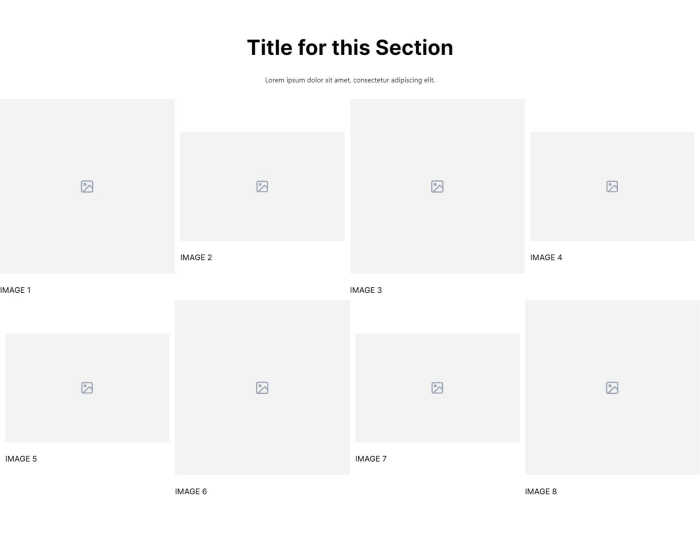 Title for this Section
Lorem ipsum dolor sit amet, consectetur adipiscing elit.
IMAGE 2
IMAGE 4
IMAGE 1
IMAGE 3
IMAGE 5
IMAGE 7
IMAGE 6
IMAGE 8